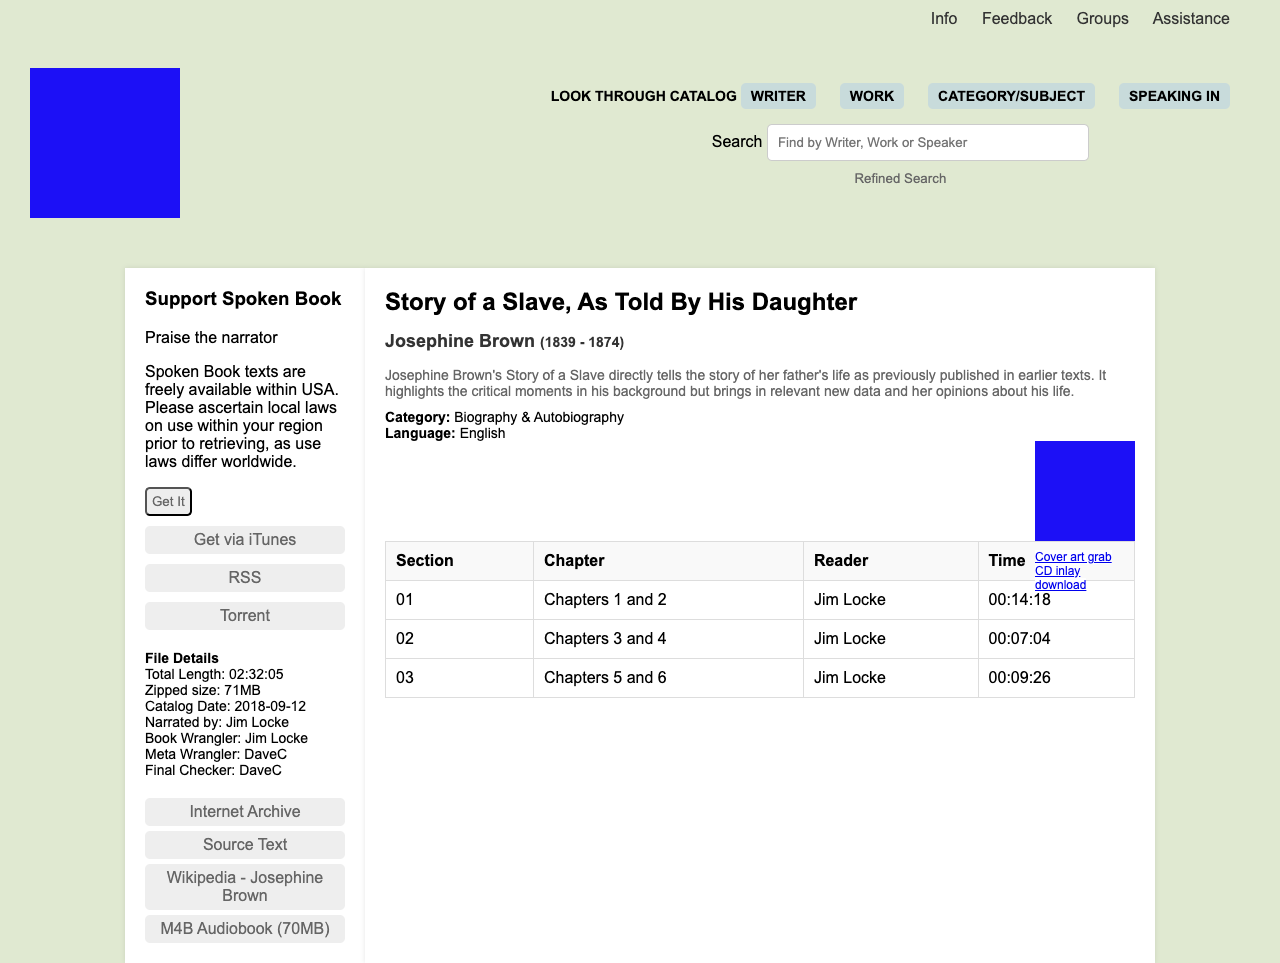 Info Feedback Groups Assistance
LOOK THROUGH CATALOG WRITER WORK CATEGORY/SUBJECT SPEAKING IN
Search Find by Writer, Work or Speaker
Refined Search
Support Spoken Book
Praise the narrator
Spoken Book texts are
freely available within USA.
Please ascertain local laws
on use within your region
prior to retrieving, as use
laws differ worldwide.
Get It
Get via iTunes
RSS
Torrent
File Details
Total Length: 02:32:05
Zipped size: 71MB
Catalog Date: 2018-09-12
Narrated by: Jim Locke
Book Wrangler: Jim Locke
Meta Wrangler: DaveC
Final Checker: DaveC
Internet Archive
Source Text
Wikipedia - Josephine
Brown
M4B Audiobook (70MB)
Story of a Slave, As Told By His Daughter
Josephine Brown (1839 - 1874)
Josephine Brown's Story of a Slave directly tells the story of her father's life as previously published in earlier texts. It
highlights the critical moments in his background but brings in relevant new data and her opinions about his life.
Category: Biography & Autobiography
Language: English
Cover art grab
CD inlay
download
Section Chapter Reader Time
01 Chapters 1 and 2 Jim Locke 00:14:18
02 Chapters 3 and 4 Jim Locke 00:07:04
03 Chapters 5 and 6 Jim Locke 00:09:26